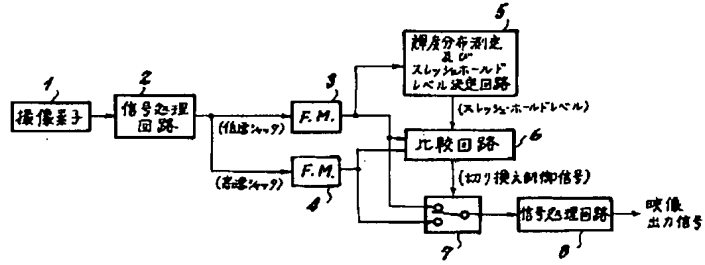 1
撮像素子
2
信号処理
回路
(低速シャッタ)
(高速シャッタ)
3
F.M.
F.M.
4
5
輝度分布測定
及び
スレッシュホールド
レベル決定回路
(スレッシュホールドレベル)
6
比較回路
(切り換え制御信号)
7
信号処理回路
8
映像
出力信号